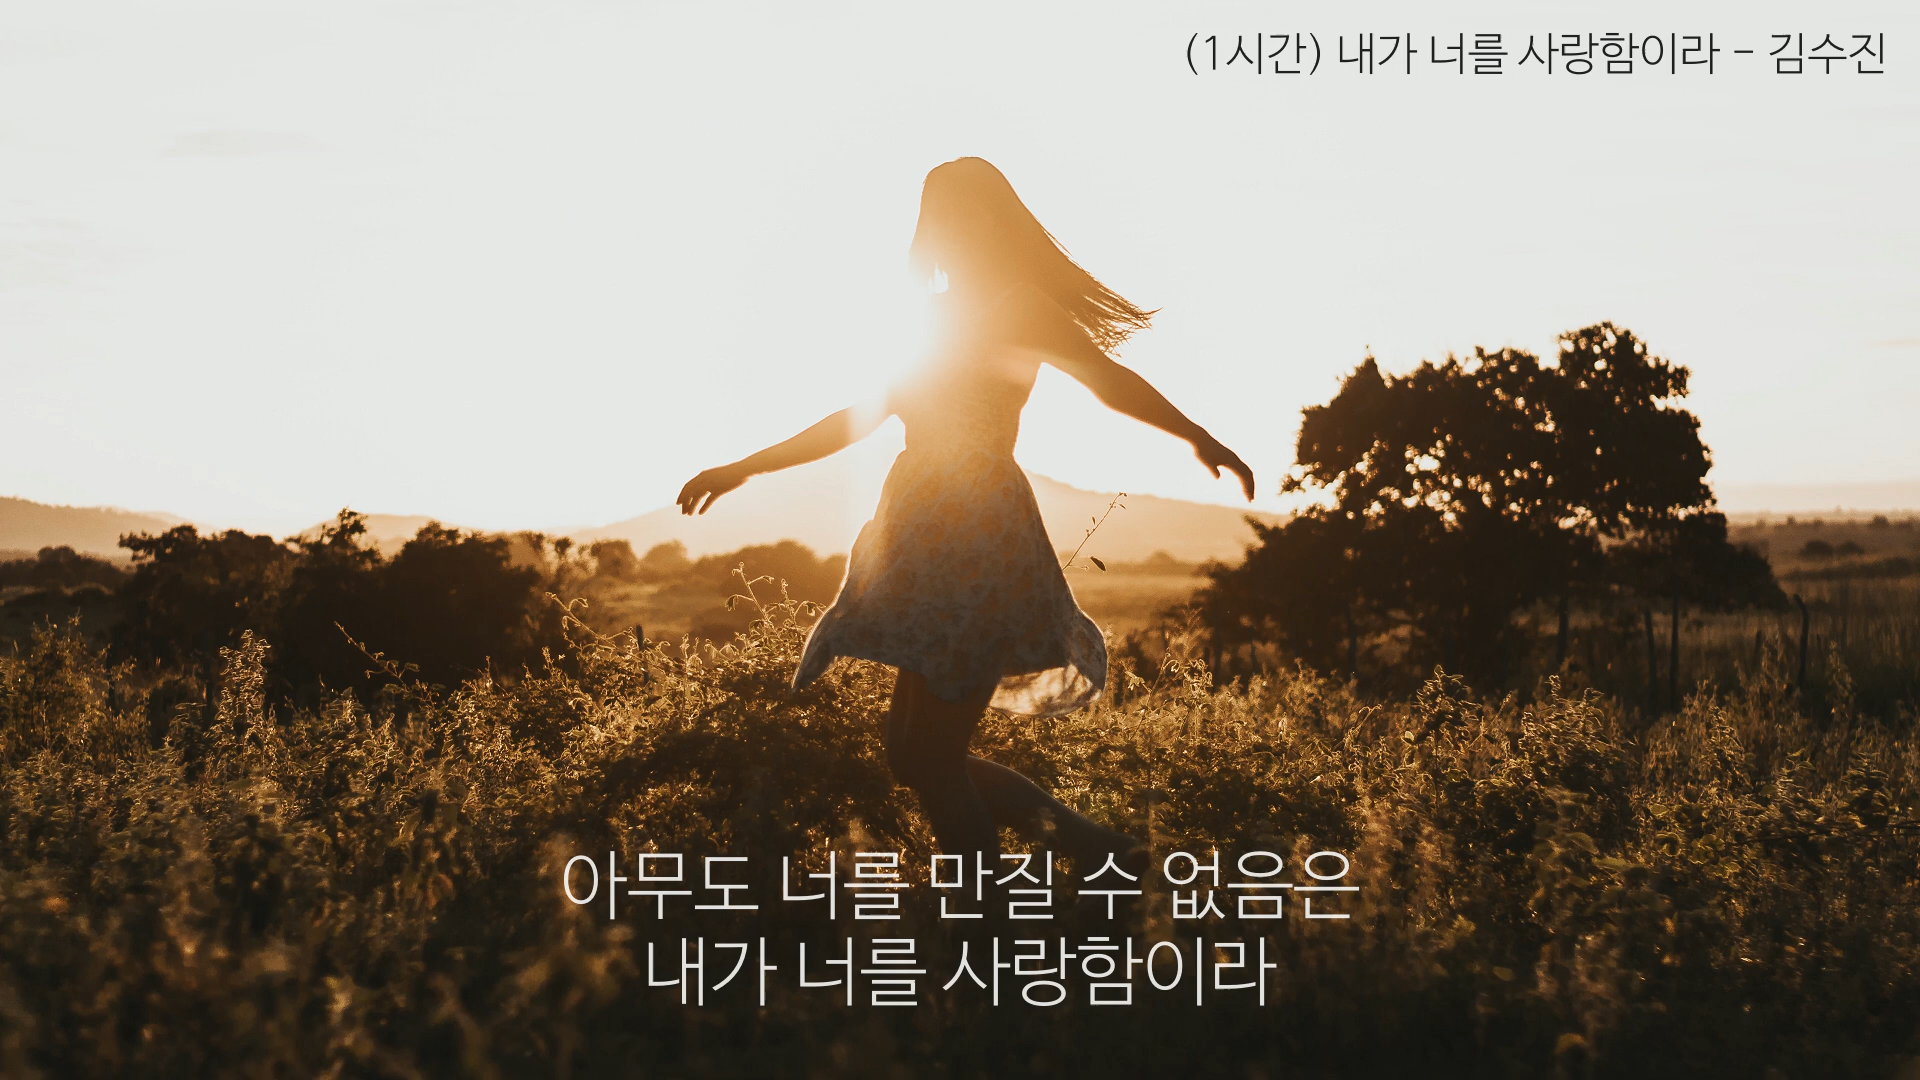 (1시간) 내가 너를 사랑함이라 - 김수진
아무도 너를 만질 수 없음은
내가 너를 사랑함이라